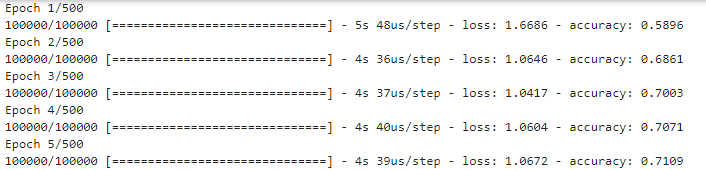 Epoch 1/500
100000/100000 [==============================] - 5s 48us/step - loss: 1.6686 - accuracy: 0.5896
Epoch 2/500
100000/100000 [==============================] - 4s 36us/step - loss: 1.0646 - accuracy: 0.6861
Epoch 3/500
100000/100000 [==============================] - 4s 37us/step - loss: 1.0417 - accuracy: 0.7003
Epoch 4/500
100000/100000 [==============================] - 4s 40us/step - loss: 1.0604 - accuracy: 0.7071
Epoch 5/500
100000/100000 [==============================] - 4s 39us/step - loss: 1.0672 - accuracy: 0.7109